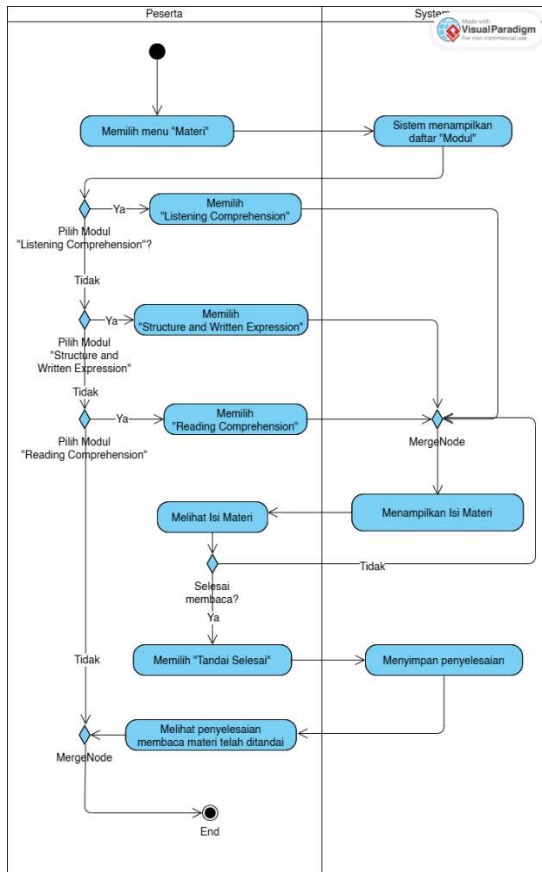 Peserta
System
Made with
Visual Paradigm
For non-commercial use
Memilih menu "Materi"
Sistem menampilkan
daftar "Modul"
Ya
Memilih
"Listening Comprehension"
Pilih Modul
"Listening Comprehension"?
Tidak
Ya
Memilih
"Structure and Written Expression"
Pilih Modul
"Structure and
Written Expression"
Tidak
Ya
Memilih
"Reading Comprehension"
Pilih Modul
"Reading Comprehension"
MergeNode
Menampilkan Isi Materi
Melihat Isi Materi
Tidak
Selesai
membaca?
Ya
Tidak
Memilih "Tandai Selesai"
Menyimpan penyelesaian
Melihat penyelesaian
membaca materi telah ditandai
MergeNode
End